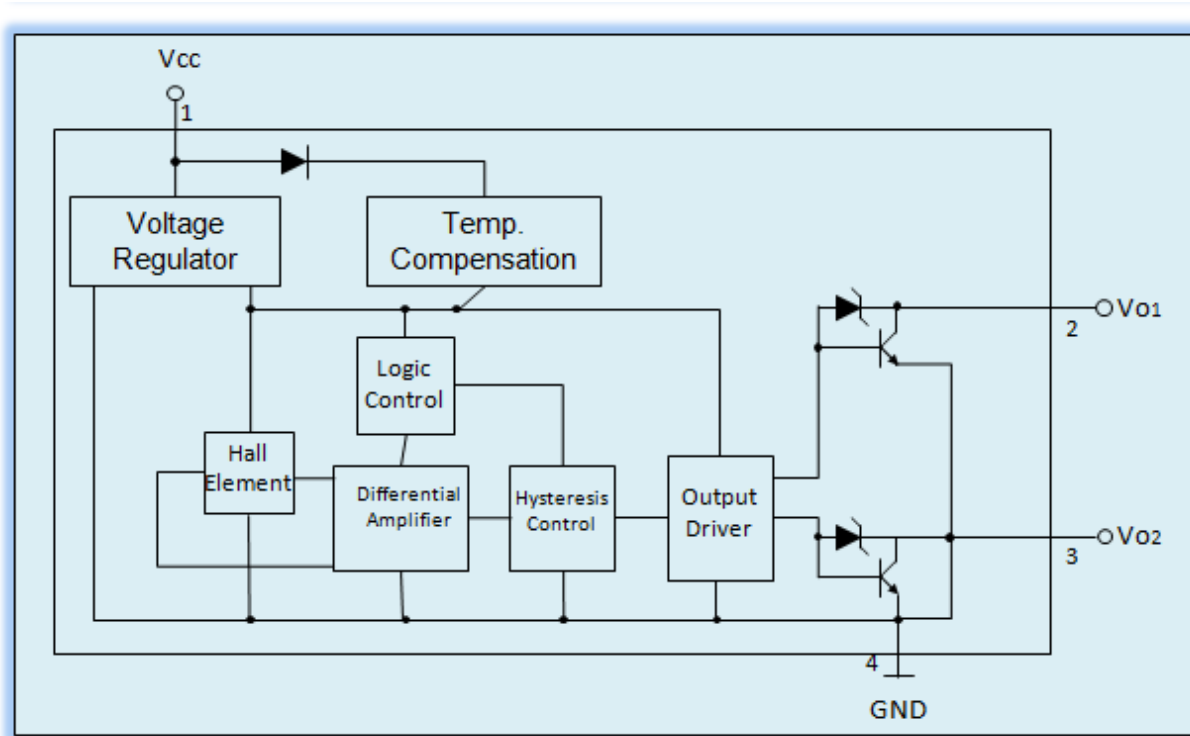 Vcc
1
Voltage
Regulator
Temp.
Compensation
2
Vo1
Logic
Control
Hall
Element
Differential
Amplifier
Hysteresis
Control
Output
Driver
3
Vo2
4
GND